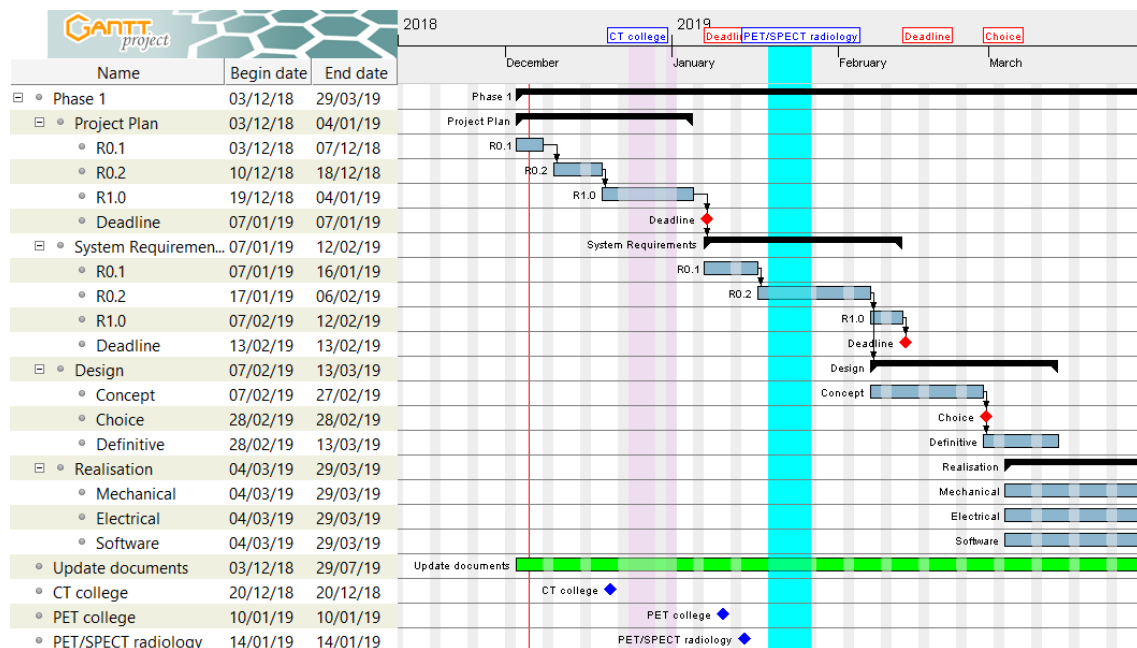 GANTT
project
2018
2019
CT college
Deadli
PET/SPECT radiology
Deadline
Choice
December
January
February
March
Name Begin date End date
Phase 1 03/12/18 29/03/19
Project Plan 03/12/18 04/01/19
R0.1 03/12/18 07/12/18
R0.2 10/12/18 18/12/18
R1.0 19/12/18 04/01/19
Deadline 07/01/19 07/01/19
System Requiremen... 07/01/19 12/02/19
R0.1 07/01/19 16/01/19
R0.2 17/01/19 06/02/19
R1.0 07/02/19 12/02/19
Deadline 13/02/19 13/02/19
Design 07/02/19 13/03/19
Concept 07/02/19 27/02/19
Choice 28/02/19 28/02/19
Definitive 28/02/19 13/03/19
Realisation 04/03/19 29/03/19
Mechanical 04/03/19 29/03/19
Electrical 04/03/19 29/03/19
Software 04/03/19 29/03/19
Update documents 03/12/18 29/07/19
CT college 20/12/18 20/12/18
PET college 10/01/19 10/01/19
PET/SPECT radiology 14/01/19 14/01/19
Phase 1
Project Plan
R0.1
R0.2
R1.0
Deadline
System Requirements
R0.1
R0.2
R1.0
Deadline
Design
Concept
Choice
Definitive
Realisation
Mechanical
Electrical
Software
Update documents
CT college
PET college
PET/SPECT radiology